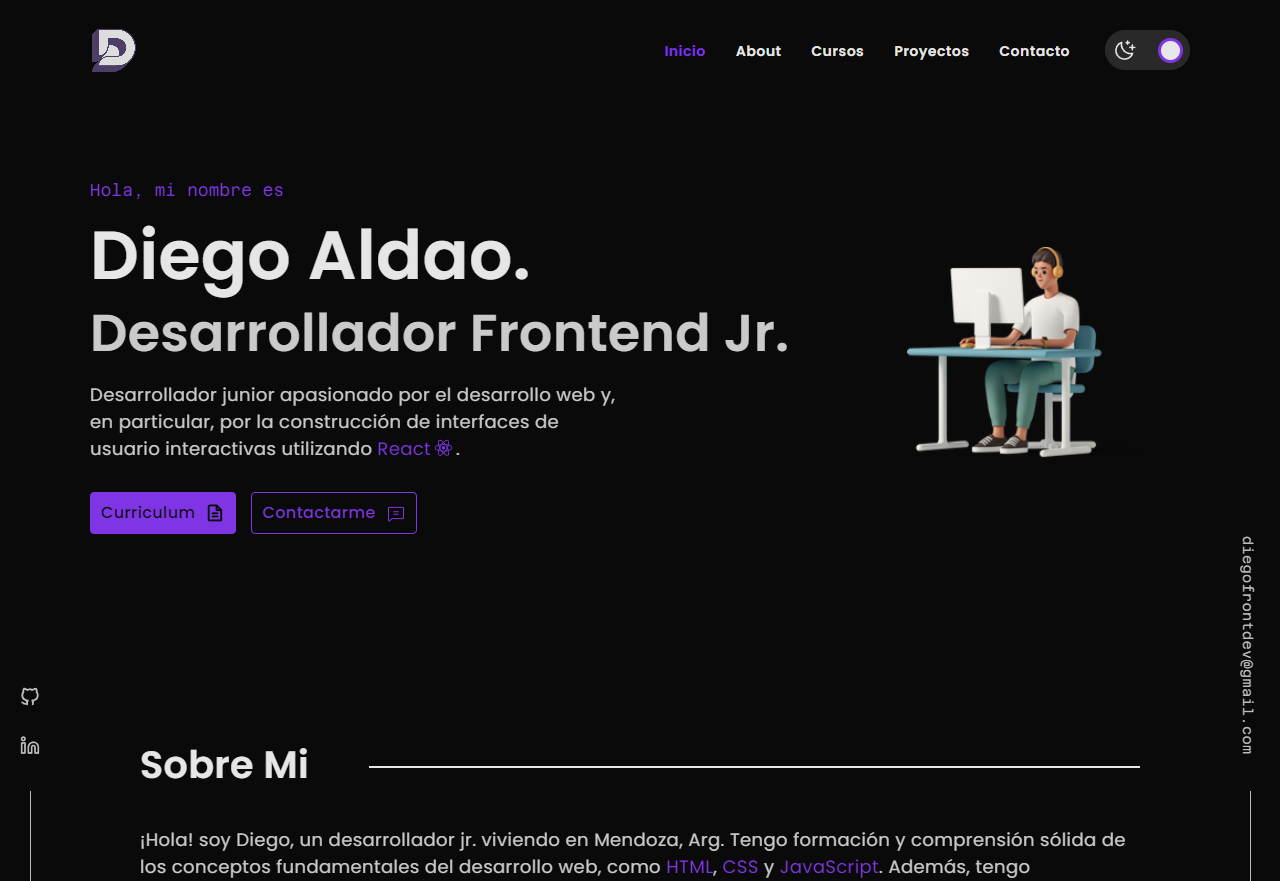 Inicio About Cursos Proyectos Contacto
Hola, mi nombre es
Diego Aldao.
Desarrollador Frontend Jr.
Desarrollador junior apasionado por el desarrollo web y,
en particular, por la construcción de interfaces de
usuario interactivas utilizando React.
Curriculum
Contactarme
diegofrontdev@gmail.com
Sobre Mi
¡Hola! soy Diego, un desarrollador jr. viviendo en Mendoza, Arg. Tengo formación y comprensión sólida de
los conceptos fundamentales del desarrollo web, como HTML, CSS y JavaScript. Además, tengo